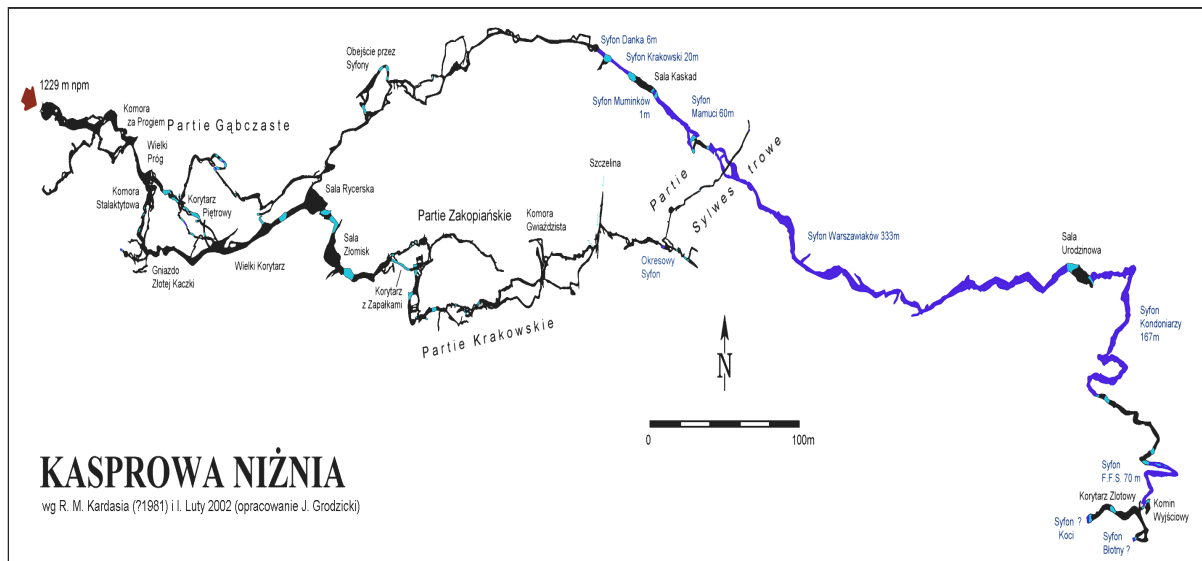 1229 m npm
Komora
za Progiem
Partie Gąbczaste
Wielki
Próg
Komora
Stalaktytowa
Korytarz
Piętrowy
Gniazdo
Złotej Kaczki
Wielki Korytarz
Sala Rycerska
Obejście przez
Syfony
Sala
Złomisk
Partie Zakopiańskie
Korytarz
z Zapałkami
Partie Krakowskie
Komora
Gwiaździsta
Szczelina
Okresowy
Syfon
Partie
Sylwestrowe
Syfon Danka 6m
Syfon Krakowski 20m
Sala Kaskad
Syfon Muminków
1m
Syfon
Mamuci 60m
Syfon Warszawiaków 333m
Sala
Urodzinowa
Syfon
Kondoniarzy
167m
Syfon
F.F.S. 70 m
Korytarz Zlotowy
Komin
Wyjściowy
Syfon ?
Koci
Syfon
Błotny ?
N
0 100m
KASPROWA NIŻNIA
wg R. M. Kardasia (?1981) i I. Luty 2002 (opracowanie J. Grodzicki)